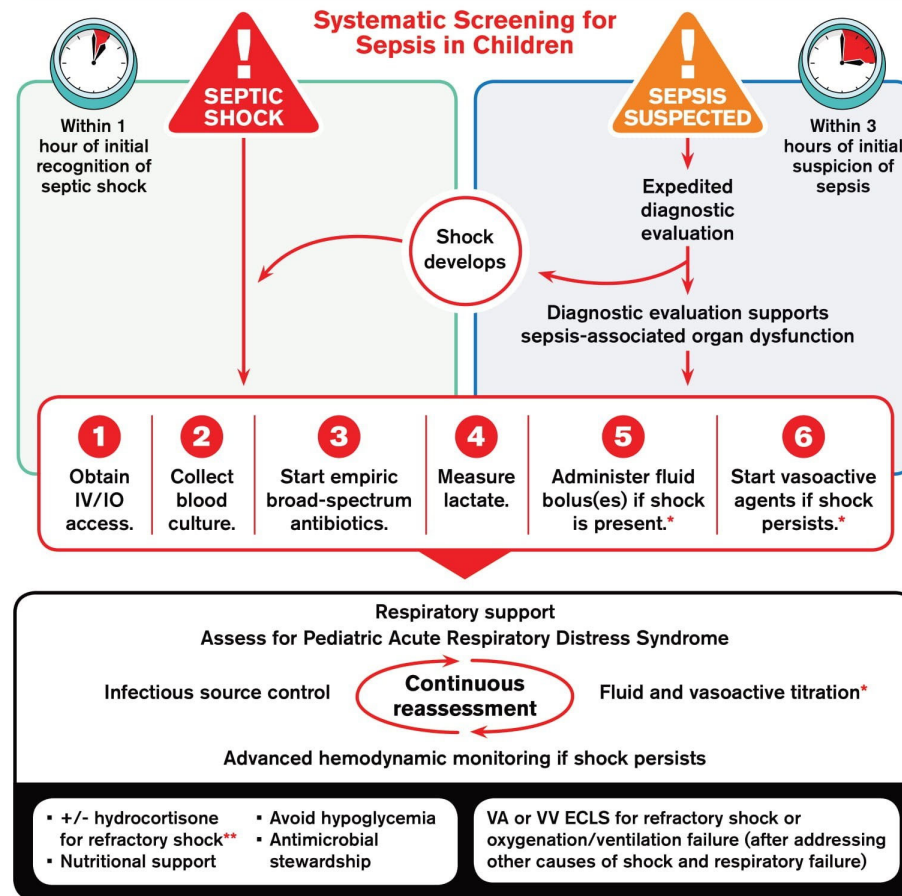 Systematic Screening for
Sepsis in Children
!
SEPTIC
SHOCK
!
SEPSIS
SUSPECTED
Within 1
hour of initial
recognition of
septic shock
Within 3
hours of initial
suspicion of
sepsis
Expedited
diagnostic
evaluation
Shock
develops
Diagnostic evaluation supports
sepsis-associated organ dysfunction
1
Obtain
IV/IO
access.
2
Collect
blood
culture.
3
Start empiric
broad-spectrum
antibiotics.
4
Measure
lactate.
5
Administer fluid
bolus(es) if shock
is present.*
6
Start vasoactive
agents if shock
persists.*
Respiratory support
Assess for Pediatric Acute Respiratory Distress Syndrome
Infectious source control
Continuous
reassessment
Fluid and vasoactive titration*
Advanced hemodynamic monitoring if shock persists
▪ +/- hydrocortisone
for refractory shock**
▪ Nutritional support
▪ Avoid hypoglycemia
▪ Antimicrobial
stewardship
VA or VV ECLS for refractory shock or
oxygenation/ventilation failure (after addressing
other causes of shock and respiratory failure)